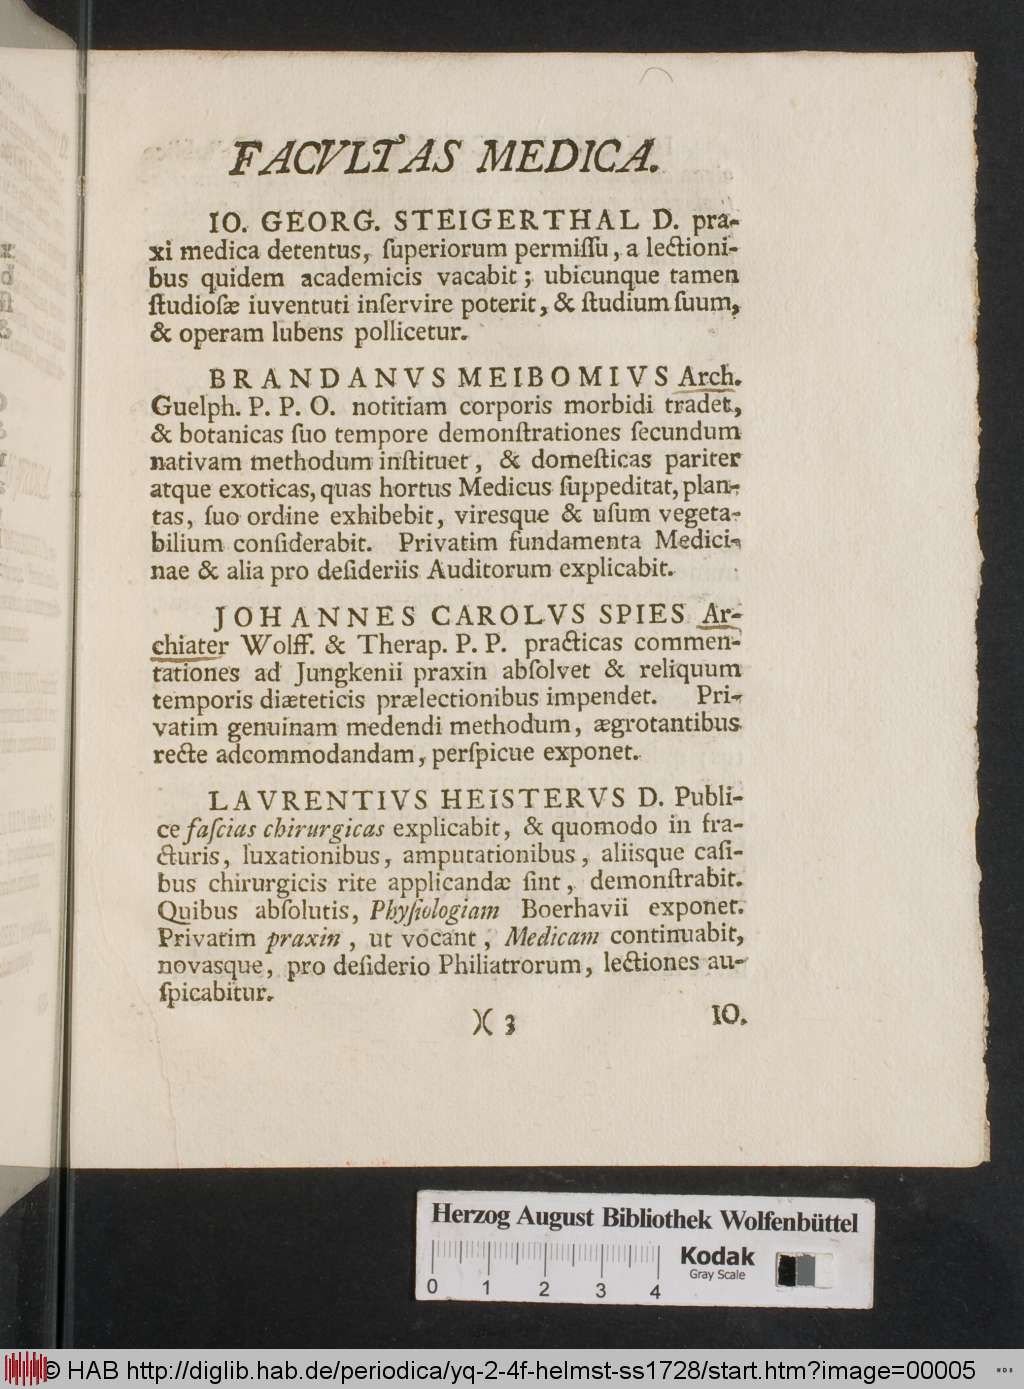 FACVLTAS MEDICA.
IO. GEORG. STEIGERTHAL D. pra-
xi medica detentus, ſuperiorum permiſſu, a lectioni-
bus quidem academicis vacabit; ubicunque tamen
ſtudioſæ iuventuti inſervire poterit, & ſtudium ſuum,
& operam lubens pollicetur.
BRANDANVS MEIBOMIVS Arch.
Guelph. P. P. O. notitiam corporis morbidi tradet,
& botanicas ſuo tempore demonſtrationes ſecundum
nativam methodum inſtituet, & domeſticas pariter
atque exoticas, quas hortus Medicus ſuppeditat, plan-
tas, ſuo ordine exhibebit, viresque & uſum vegeta-
bilium conſiderabit. Privatim fundamenta Medici-
nae & alia pro deſideriis Auditorum explicabit.
JOHANNES CAROLVS SPIES Ar-
chiater Wolff. & Therap. P. P. practicas commen-
tationes ad Jungkenii praxin abſolvet & reliquum
temporis diæteticis prælectionibus impendet. Pri-
vatim genuinam medendi methodum, ægrotantibus
recte adcommodandam, perſpicue exponet.
LAVRENTIVS HEISTERVS D. Publi-
ce faſcias chirurgicas explicabit, & quomodo in fra-
cturis, luxationibus, amputationibus, aliisque caſi-
bus chirurgicis rite applicandæ ſint, demonſtrabit.
Quibus abſolutis, Phyſiologiam Boerhavii exponet.
Privatim praxin, ut vocant, Medicam continuabit,
novasque, pro deſiderio Philiatrorum, lectiones au-
ſpicabitur.
)( 3 IO.
Herzog August Bibliothek Wolfenbüttel
Kodak
Gray Scale
0 1 2 3 4
© HAB http://diglib.hab.de/periodica/yq-2-4f-helmst-ss1728/start.htm?image=00005